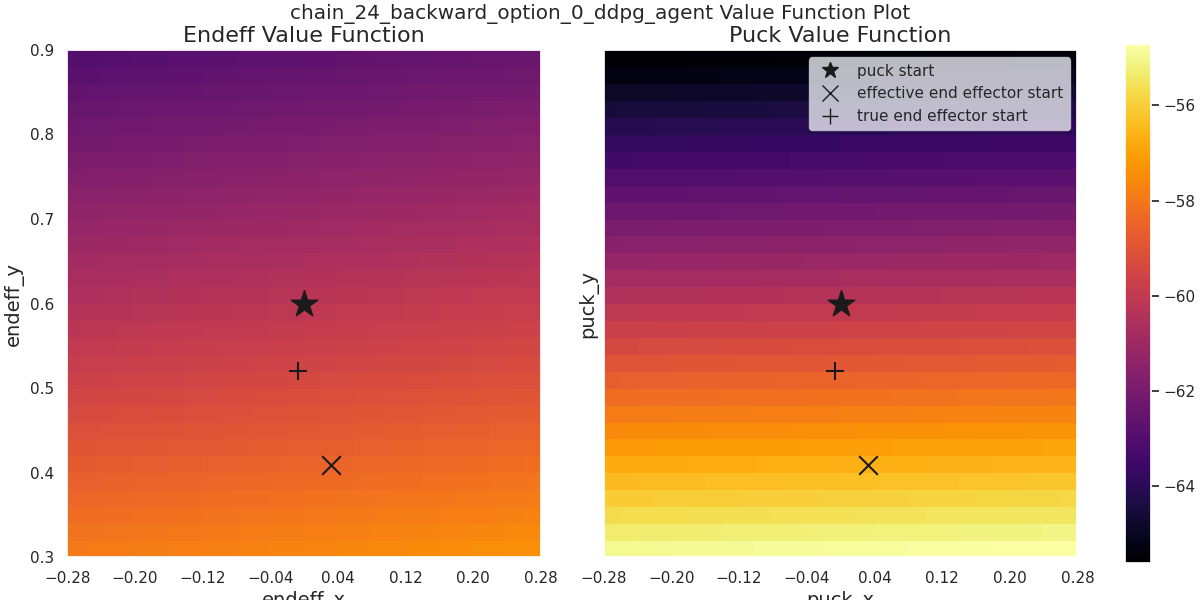 chain_24_backward_option_0_ddpg_agent Value Function Plot
Endeff Value Function
Puck Value Function
puck start
effective end effector start
true end effector start
0.9
0.8
0.7
0.6
0.5
0.4
0.3
endeff_y
−0.28 −0.20 −0.12 −0.04 0.04 0.12 0.20 0.28
endeff_x
puck_y
−0.28 −0.20 −0.12 −0.04 0.04 0.12 0.20 0.28
puck_x
−56
−58
−60
−62
−64